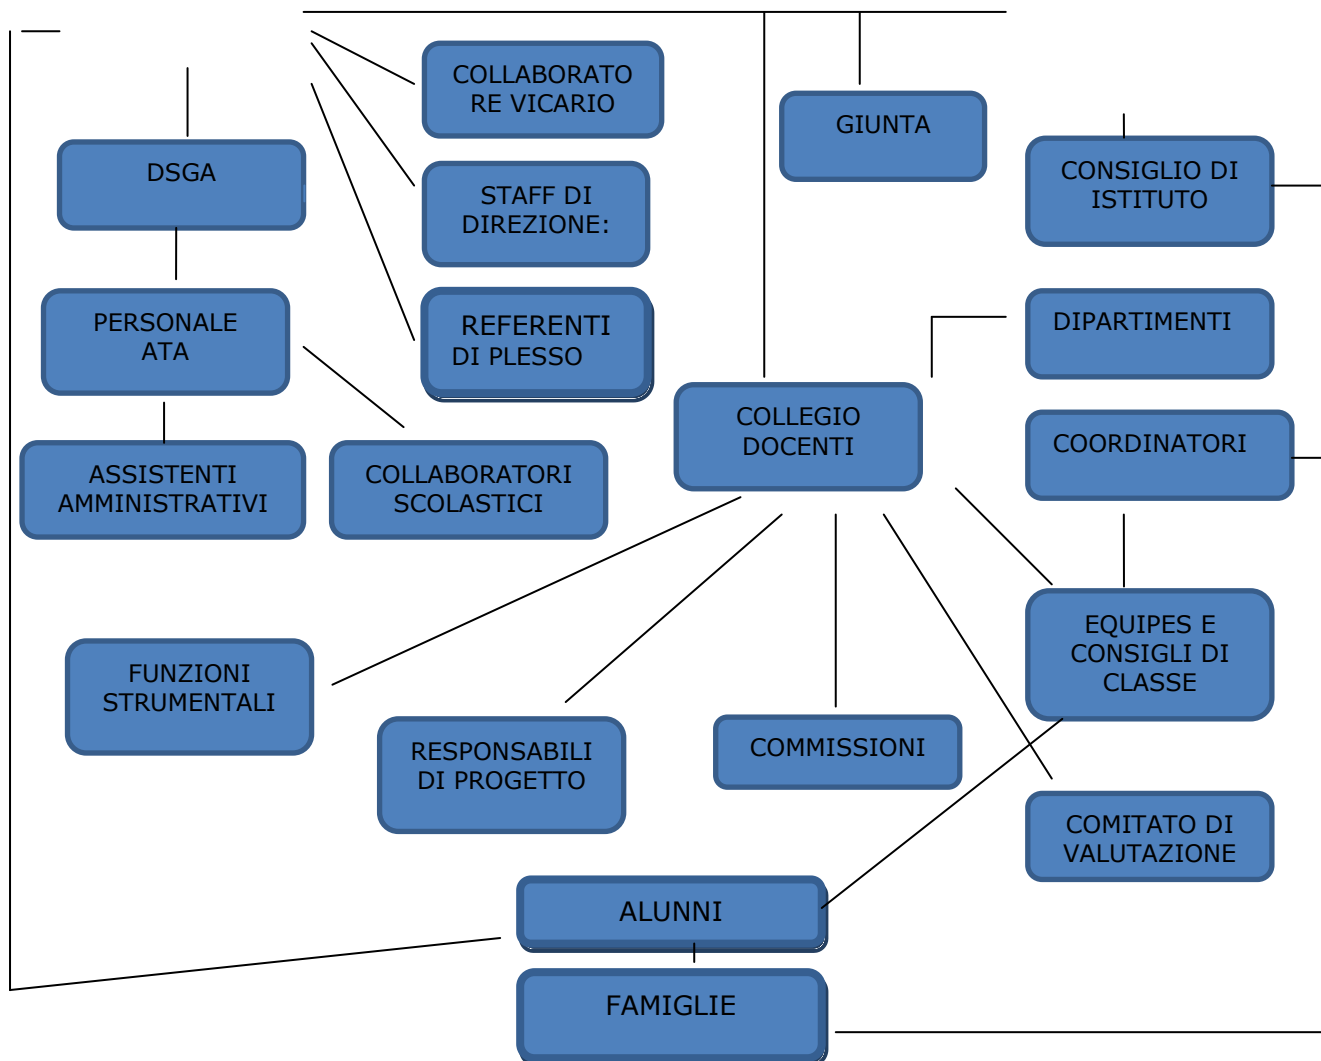 COLLABORATO
RE VICARIO
GIUNTA
DSGA
CONSIGLIO DI
ISTITUTO
STAFF DI
DIREZIONE:
PERSONALE
ATA
REFERENTI
DI PLESSO
DIPARTIMENTI
COLLEGIO
DOCENTI
COORDINATORI
ASSISTENTI
AMMINISTRATIVI
COLLABORATORI
SCOLASTICI
EQUIPES E
CONSIGLI DI
CLASSE
FUNZIONI
STRUMENTALI
RESPONSABILI
DI PROGETTO
COMMISSIONI
COMITATO DI
VALUTAZIONE
ALUNNI
FAMIGLIE